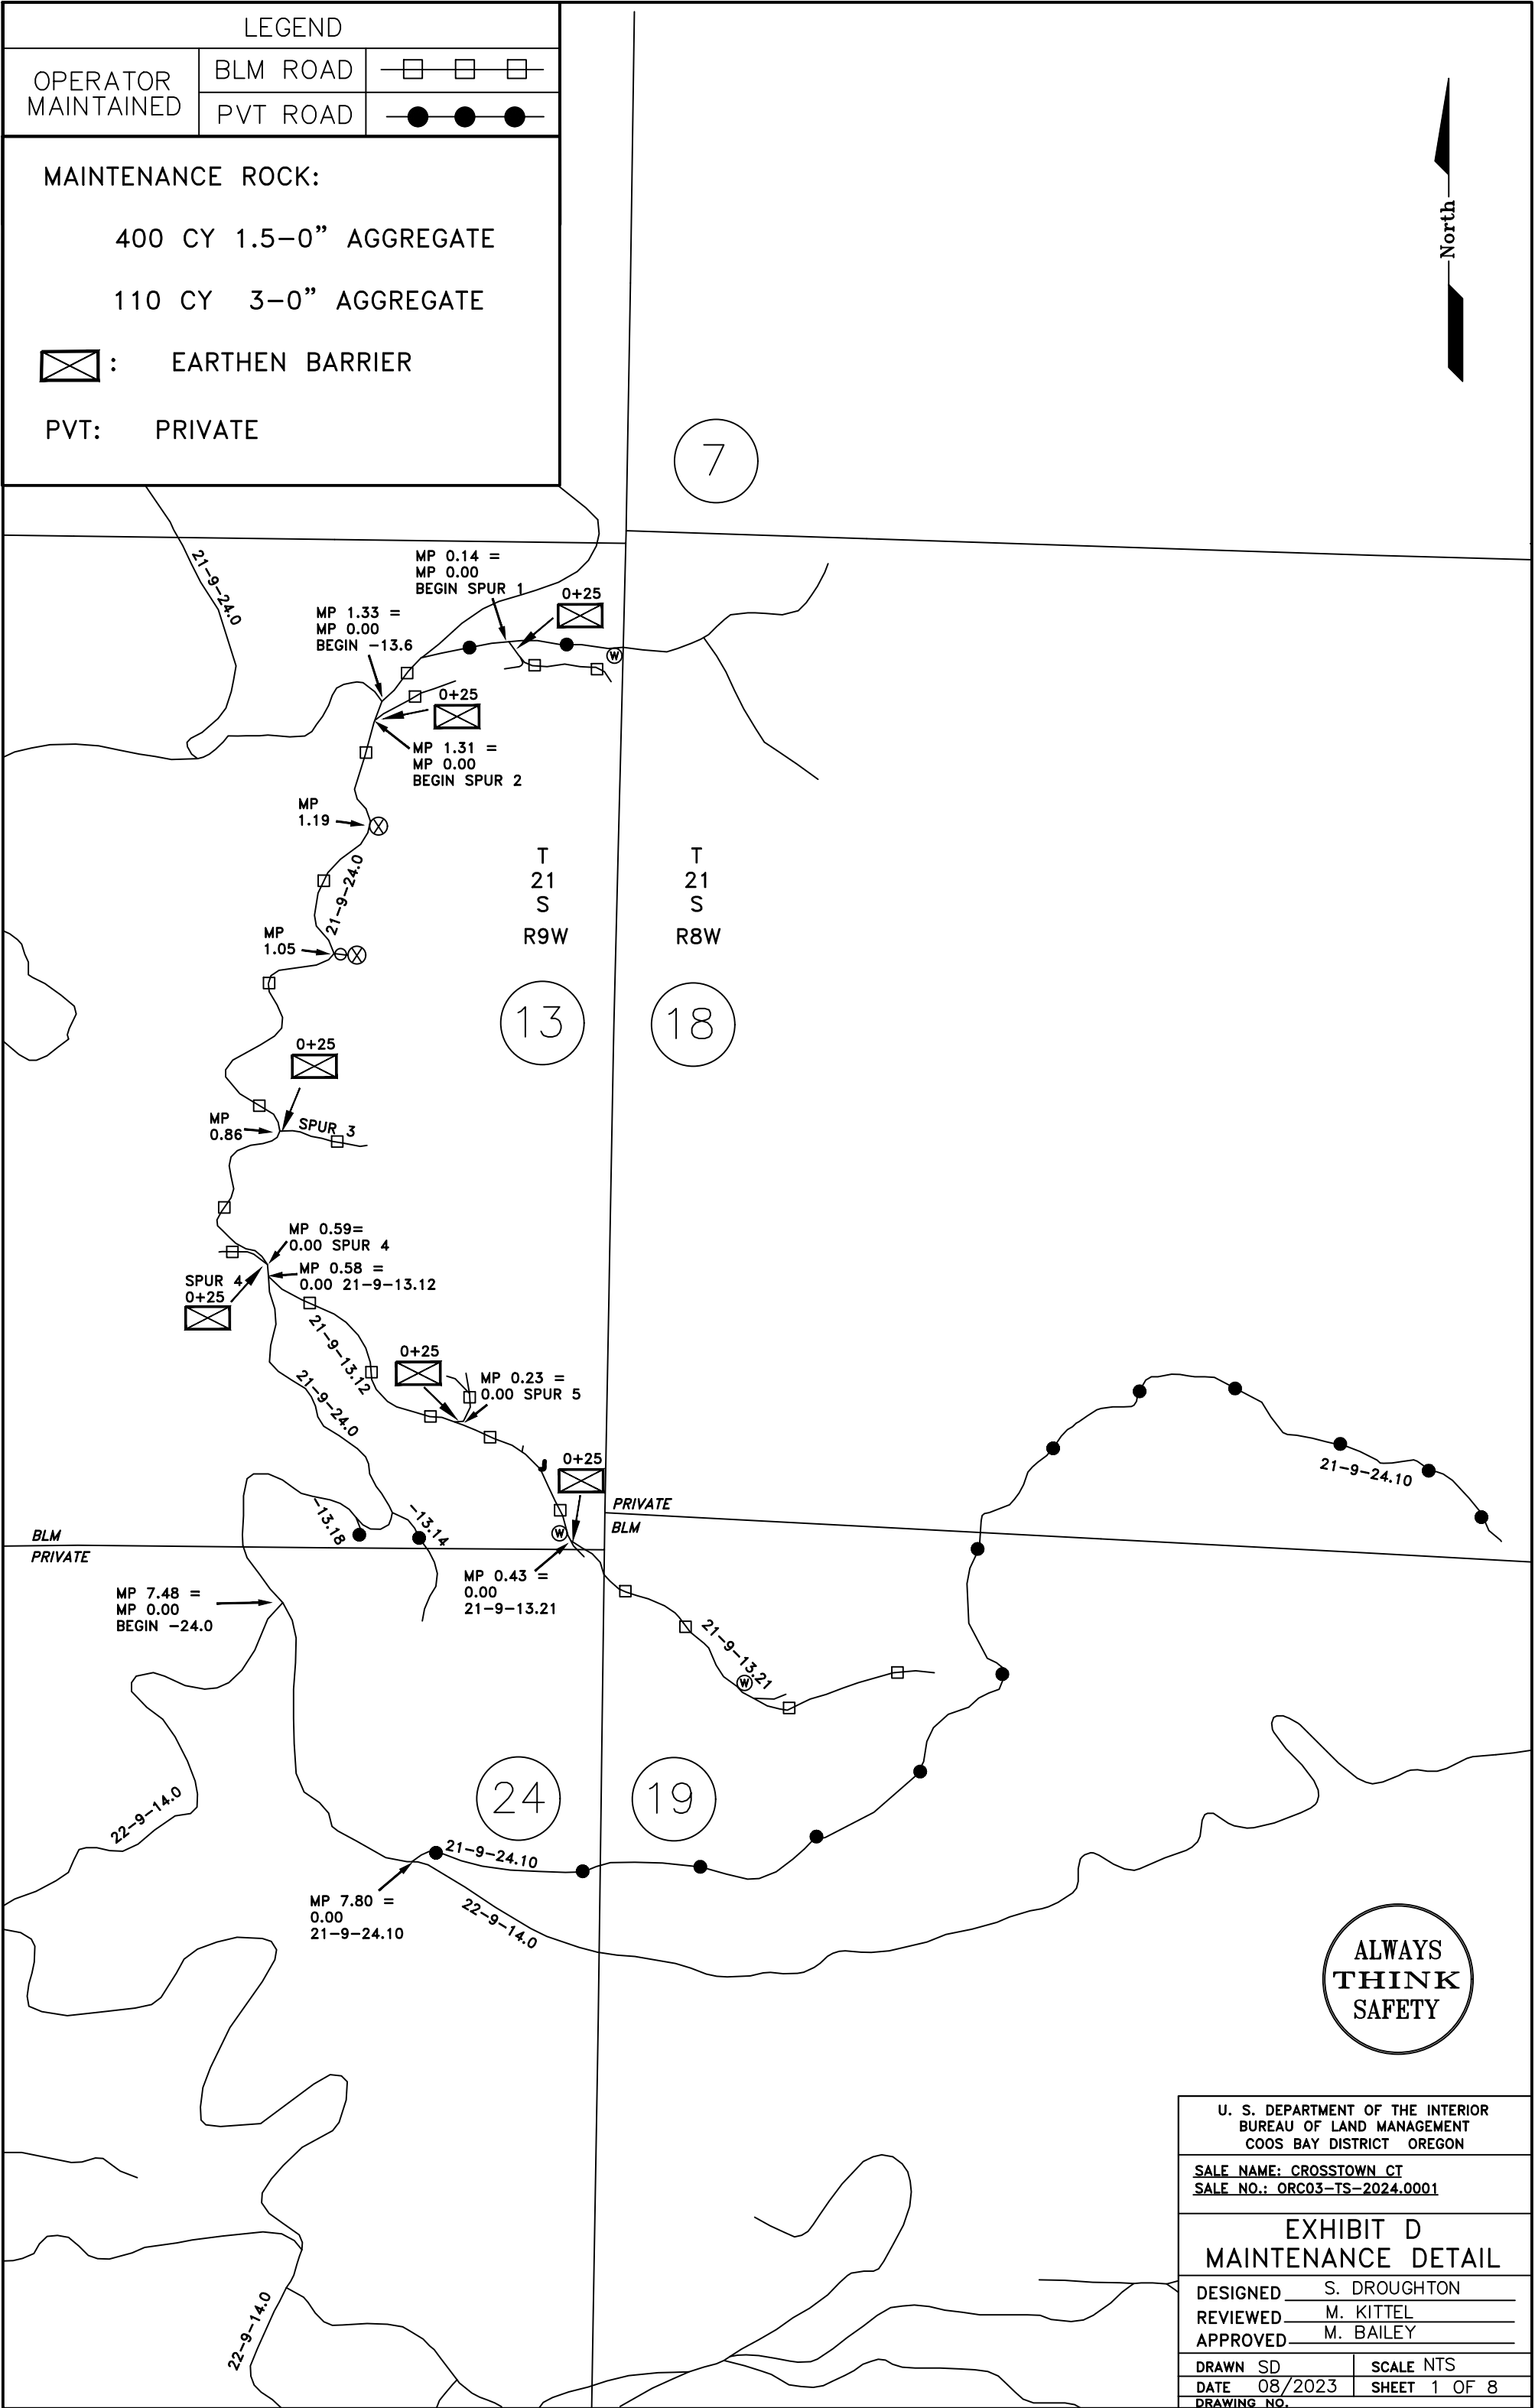 LEGEND
OPERATOR
MAINTAINED
BLM ROAD
PVT ROAD
MAINTENANCE ROCK:
400 CY 1.5-0” AGGREGATE
110 CY 3-0” AGGREGATE
: EARTHEN BARRIER
PVT: PRIVATE
North
7
21-9-24.0
MP 0.14 =
MP 0.00
BEGIN SPUR 1
0+25
MP 1.33 =
MP 0.00
BEGIN -13.6
W
0+25
MP 1.31 =
MP 0.00
BEGIN SPUR 2
MP
1.19
21-9-24.0
T
21
S
R9W
T
21
S
R8W
MP
1.05
13
18
0+25
MP
0.86
SPUR 3
MP 0.59=
0.00 SPUR 4
MP 0.58 =
0.00 21-9-13.12
SPUR 4
0+25
21-9-13.12
0+25
MP 0.23 =
0.00 SPUR 5
21-9-24.0
J
0+25
21-9-24.10
PRIVATE
BLM
-13.18
-13.14
W
BLM
PRIVATE
MP 0.43 =
0.00
21-9-13.21
MP 7.48 =
MP 0.00
BEGIN -24.0
21-9-13.21
W
24
19
22-9-14.0
21-9-24.10
MP 7.80 =
0.00
21-9-24.10
22-9-14.0
ALWAYS
THINK
SAFETY
22-9-14.0
U. S. DEPARTMENT OF THE INTERIOR
BUREAU OF LAND MANAGEMENT
COOS BAY DISTRICT OREGON
SALE NAME: CROSSTOWN CT
SALE NO.: ORC03-TS-2024.0001
EXHIBIT D
MAINTENANCE DETAIL
DESIGNED S. DROUGHTON
REVIEWED M. KITTEL
APPROVED M. BAILEY
DRAWN SD SCALE NTS
DATE 08/2023 SHEET 1 OF 8
DRAWING NO.